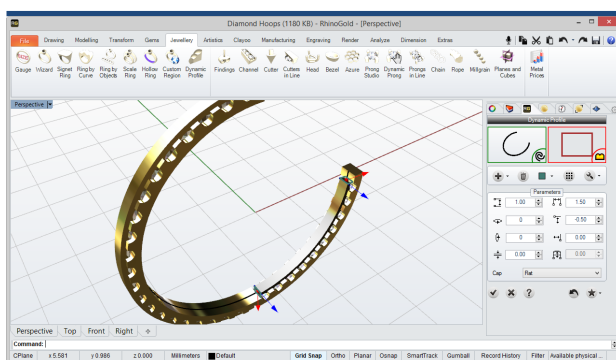 Diamond Hoops (1180 KB) - RhinoGold - [Perspective]
File Drawing Modelling Transform Gems Jewellery Artistics Clayoo Manufacturing Engraving Render Analyze Dimension Extras
Gauge Wizard Signet Ring Ring by Curve Ring by Objects Scale Ring Hollow Ring Custom Region Dynamic Profile Findings Channel Cutter Cutters in Line Head Bezel Azure Prong Studio Dynamic Prong Prongs in Line Chain Rope Millgrain Planes and Cubes Metal Prices
Perspective
Dynamic Profile
Parameters
1.00 1.50
0 -0.50
0 0.00
0.00 0.00
Cap Flat
Perspective Top Front Right
Command:
CPlane x 5.581 y 0.986 z 0.000 Millimeters Default Grid Snap Ortho Planar Osnap SmartTrack Gumball Record History Filter Available physical...